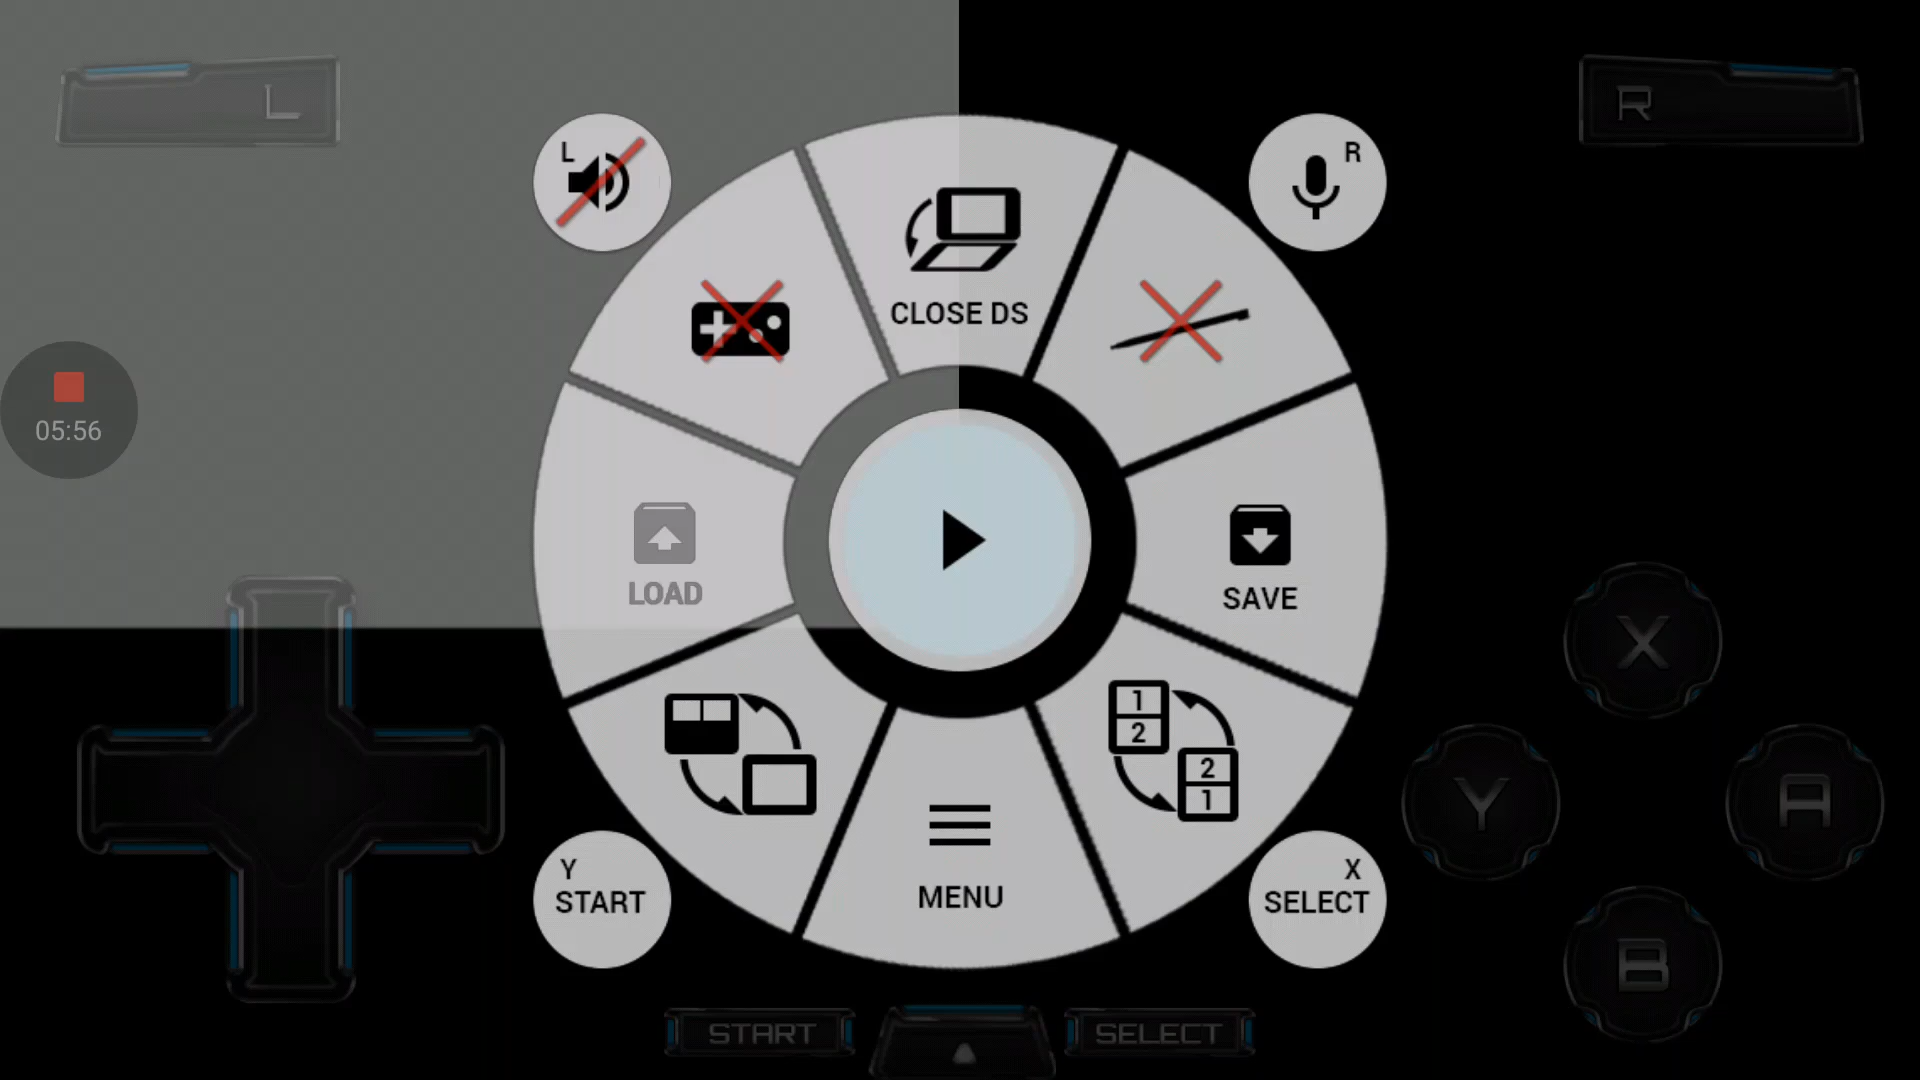 L
R
L
R
CLOSE DS
05:56
LOAD
SAVE
1
2
2
1
X
Y
A
B
MENU
Y
START
X
SELECT
START
SELECT